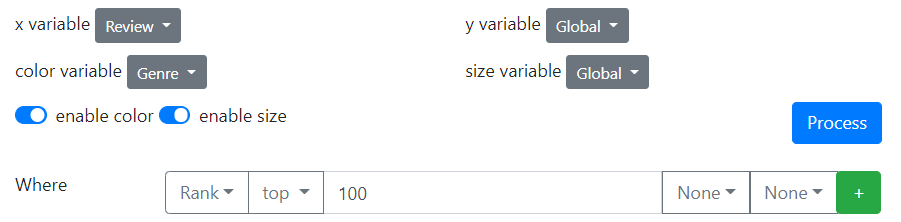 x variable Review y variable Global
color variable Genre size variable Global
enable color enable size Process
Where Rank top 100 None None +